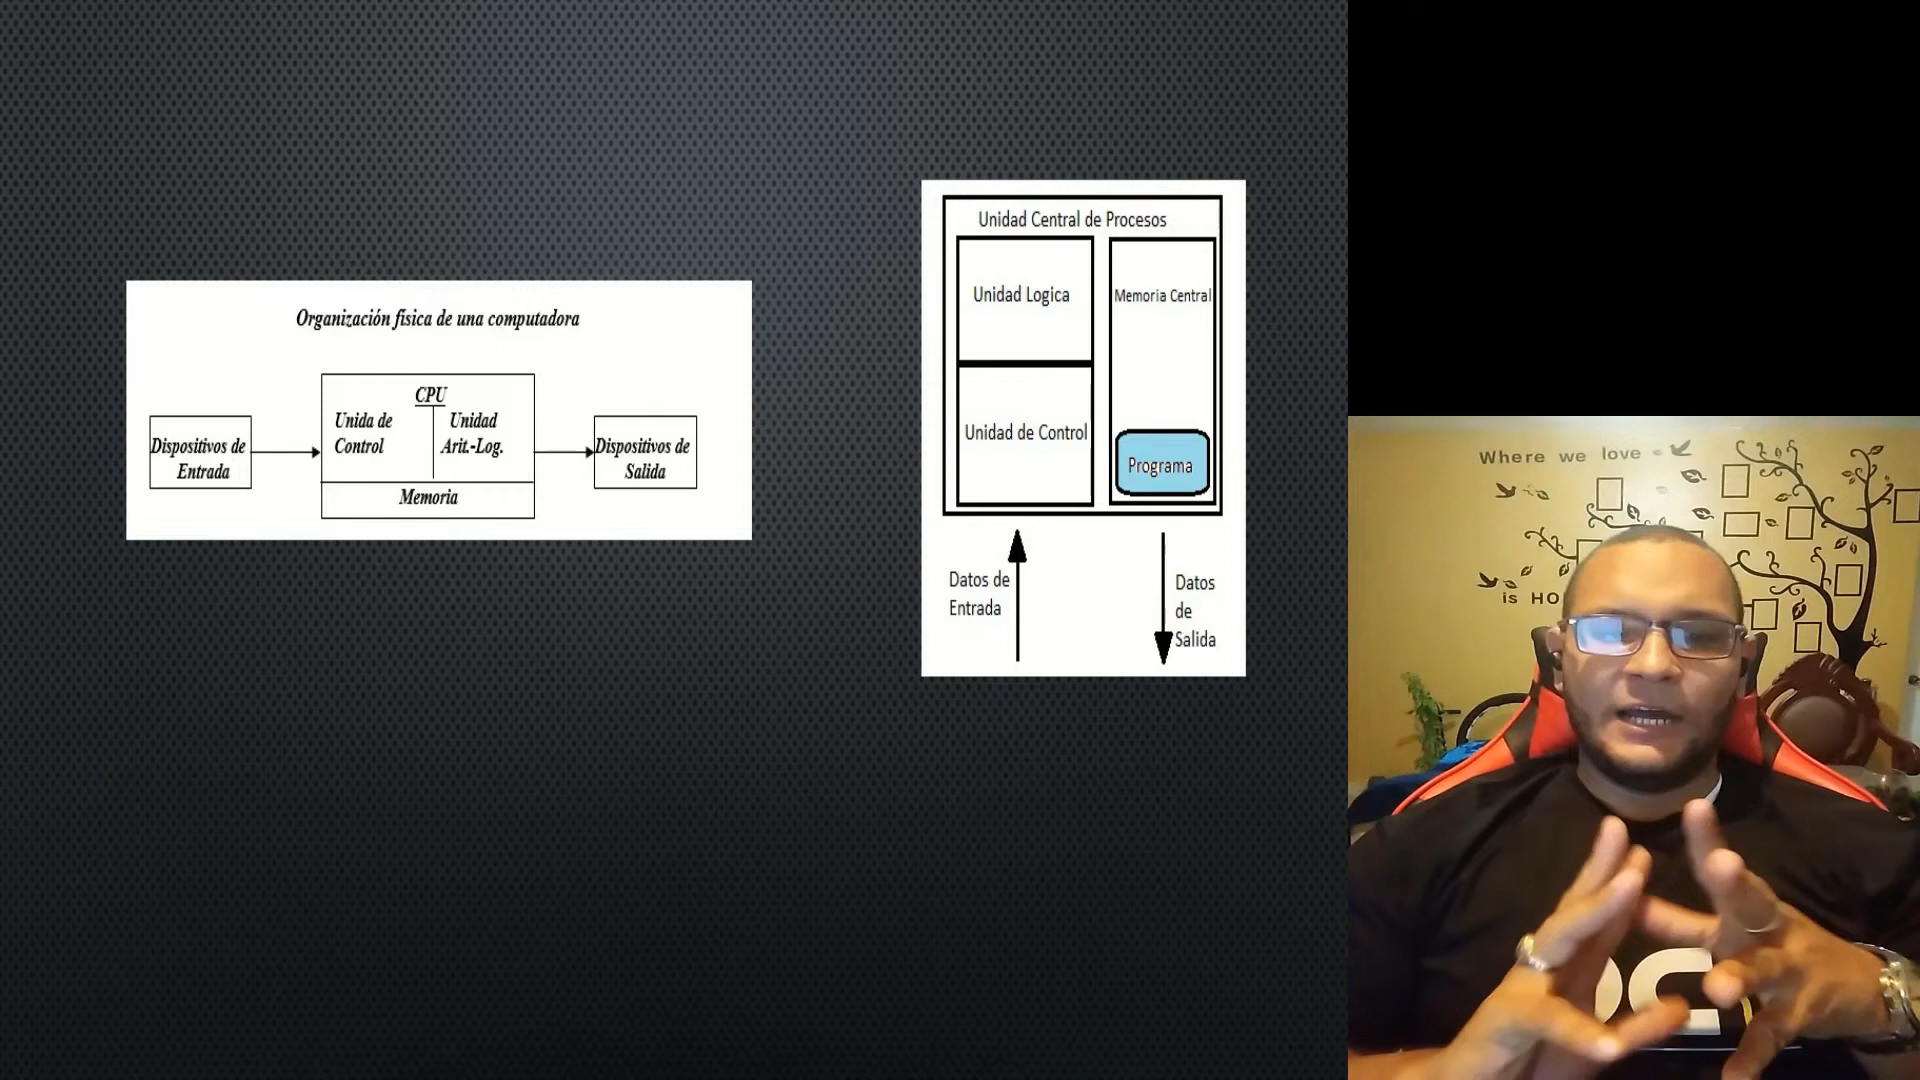 Organización física de una computadora
CPU
Unida de
Control
Unidad
Arit.-Log.
Dispositivos de
Entrada
Dispositivos de
Salida
Memoria
Unidad Central de Procesos
Unidad Logica
Memoria Central
Unidad de Control
Programa
Datos de
Entrada
Datos
de
Salida
Where we love
is HO